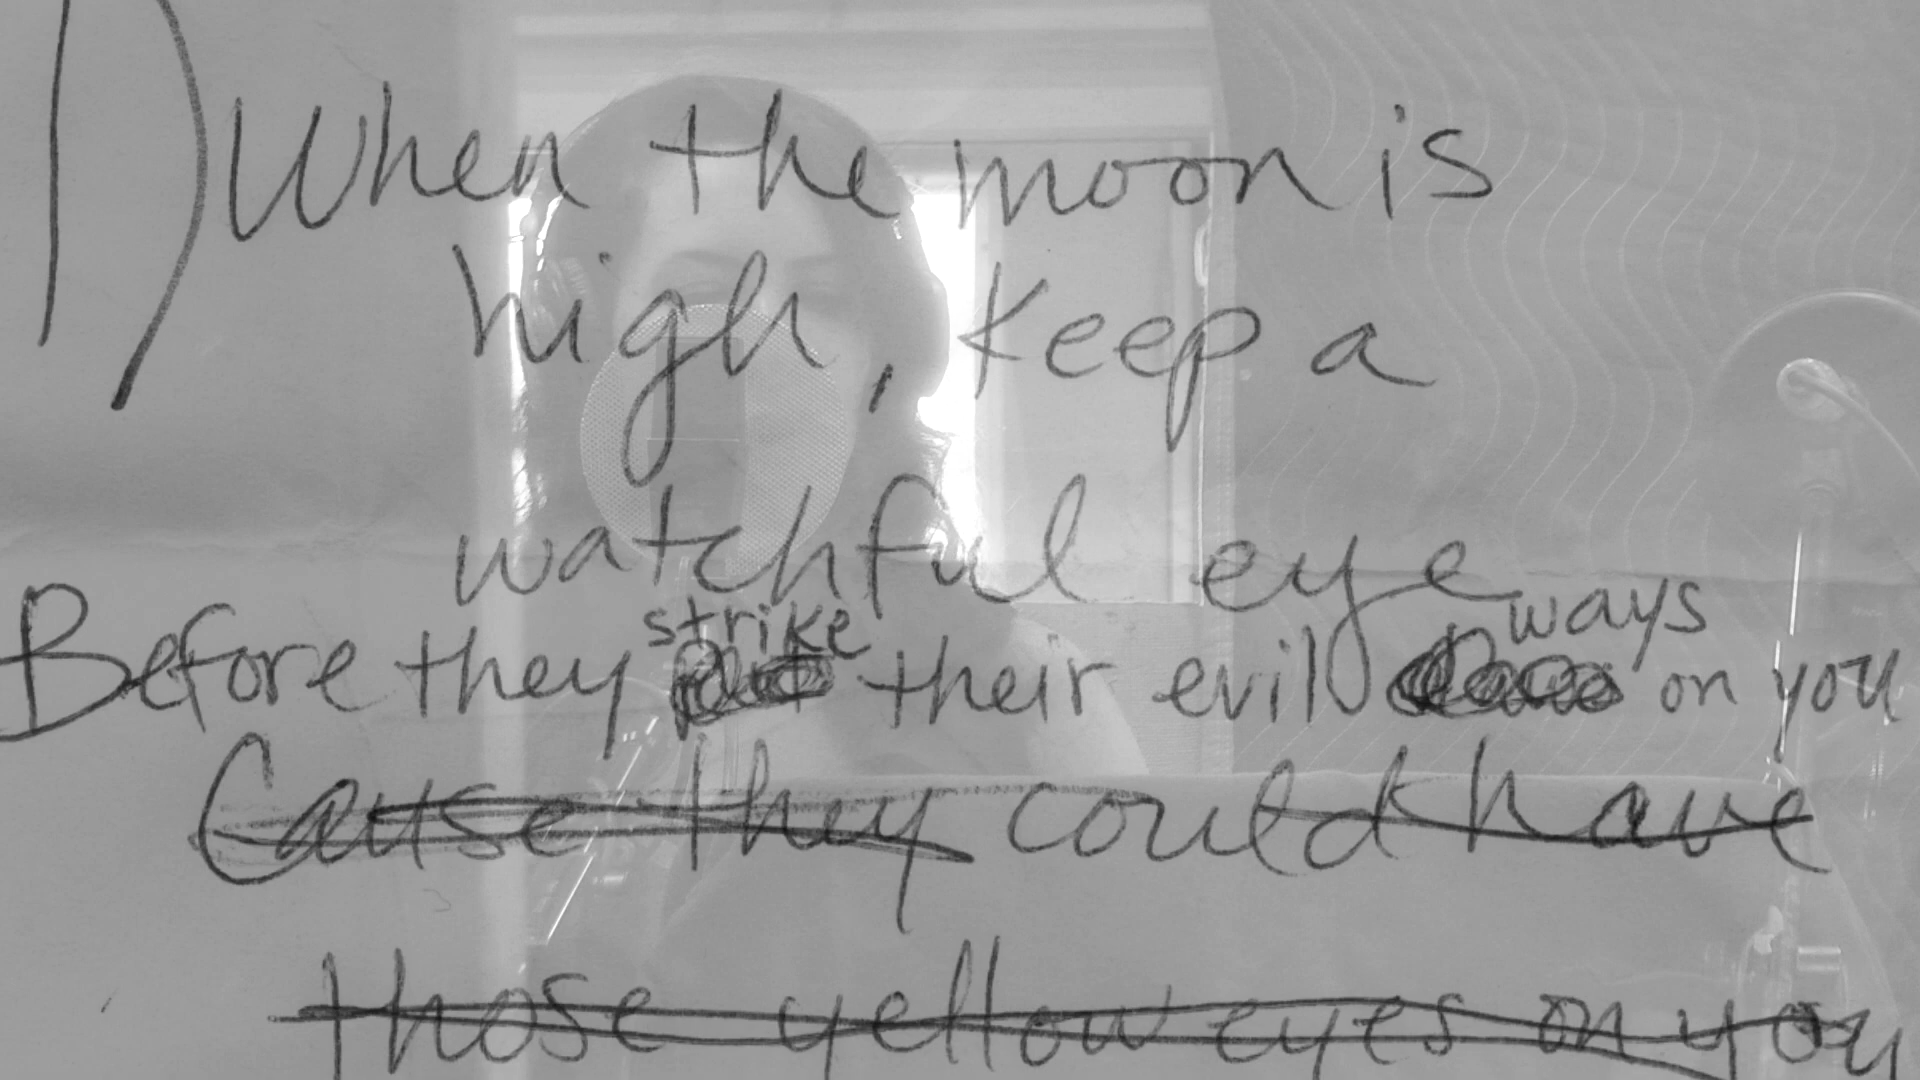 1) When the moon is
high, keep a
watchful eye
Before they strike their evil ways on you
Cause they could have
those yellow eyes on you